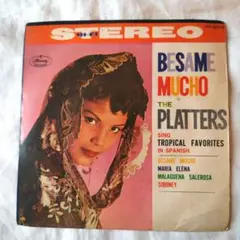 STEREO
BESAME
MUCHO
THE
PLATTERS
SING
TROPICAL FAVORITES
IN SPANISH
BESAME MUCHO
MARIA ELENA
MALAGUENA SALEROSA
SIBONEY